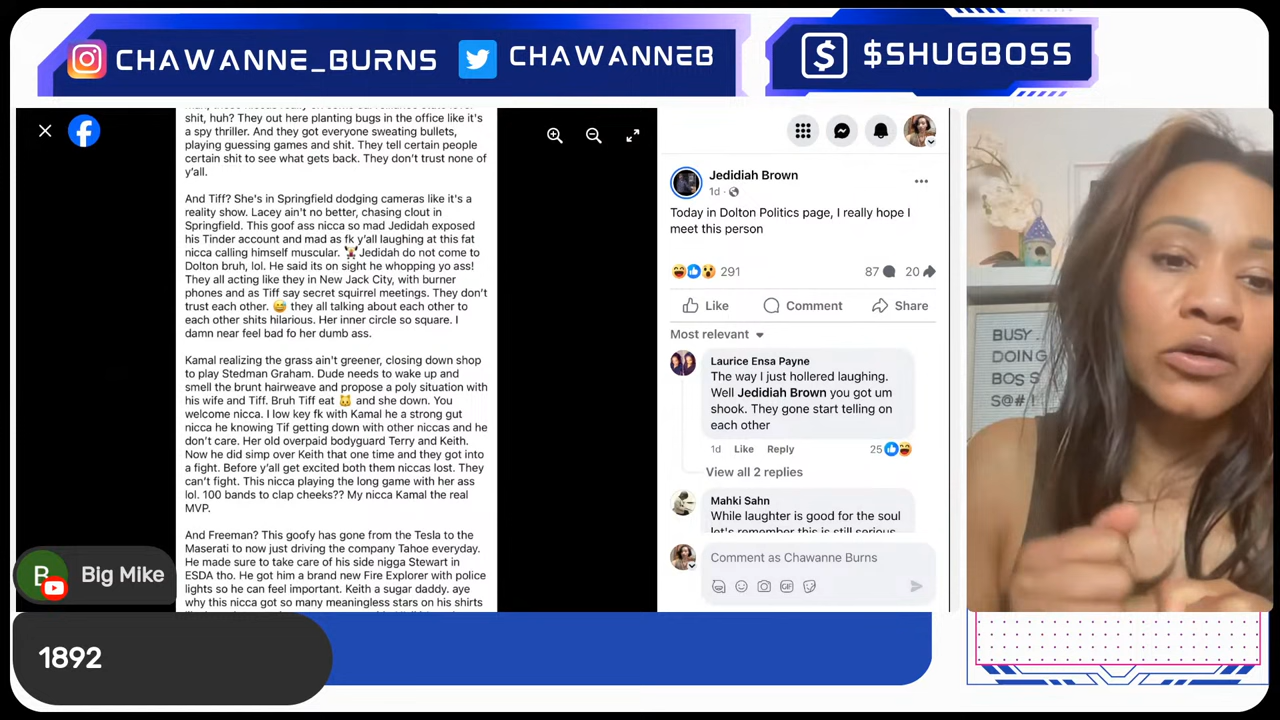 CHAWANNE_BURNS
CHAWANNEB
$SHUGBOSS
shit, huh? They out here planting bugs in the office like it's
a spy thriller. And they got everyone sweating bullets,
playing guessing games and shit. They tell certain people
certain shit to see what gets back. They don't trust none of
y'all.
And Tiff? She's in Springfield dodging cameras like it's a
reality show. Lacey ain't no better, chasing clout in
Springfield. This goof ass nicca so mad Jedidah exposed
his Tinder account and mad as fk y'all laughing at this fat
nicca calling himself muscular. Jedidah do not come to
Dolton bruh, lol. He said its on sight he whopping yo ass!
They all acting like they in New Jack City, with burner
phones and as Tiff say secret squirrel meetings. They don't
trust each other. 😅 they all talking about each other to
each other shits hilarious. Her inner circle so square. I
damn near feel bad fo her dumb ass.
Kamal realizing the grass ain't greener, closing down shop
to play Stedman Graham. Dude needs to wake up and
smell the brunt hairweave and propose a poly situation with
his wife and Tiff. Bruh Tiff eat 🐱 and she down. You
welcome nicca. I low key fk with Kamal he a strong gut
nicca he knowing Tif getting down with other niccas and he
don't care. Her old overpaid bodyguard Terry and Keith.
Now he did simp over Keith that one time and they got into
a fight. Before y'all get excited both them niccas lost. They
can't fight. This nicca playing the long game with her ass
lol. 100 bands to clap cheeks?? My nicca Kamal the real
MVP.
And Freeman? This goofy has gone from the Tesla to the
Maserati to now just driving the company Tahoe everyday.
He made sure to take care of his side nigga Stewart in
ESDA tho. He got him a brand new Fire Explorer with police
lights so he can feel important. Keith a sugar daddy. aye
why this nicca got so many meaningless stars on his shirts
Jedidiah Brown
1d
Today in Dolton Politics page, I really hope I
meet this person
291
87
20
Like
Comment
Share
Most relevant
Laurice Ensa Payne
The way I just hollered laughing.
Well Jedidiah Brown you got um
shook. They gone start telling on
each other
1d Like Reply
25
View all 2 replies
Mahki Sahn
While laughter is good for the soul
let's remember this is still serious
Comment as Chawanne Burns
GIF
BUSY...
DOING
BOSS
S@#!
B
Big Mike
1892